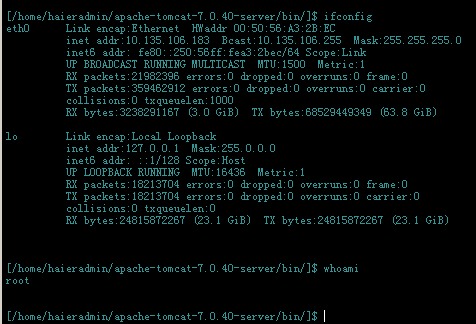 [/home/haieradmin/apache-tomcat-7.0.40-server/bin/]$ ifconfig
eth0 Link encap:Ethernet HWaddr 00:50:56:A3:2B:EC
inet addr:10.135.106.183 Bcast:10.135.106.255 Mask:255.255.255.0
inet6 addr: fe80::250:56ff:fea3:2bec/64 Scope:Link
UP BROADCAST RUNNING MULTICAST MTU:1500 Metric:1
RX packets:21982396 errors:0 dropped:0 overruns:0 frame:0
TX packets:359462912 errors:0 dropped:0 overruns:0 carrier:0
collisions:0 txqueuelen:1000
RX bytes:3238291167 (3.0 GiB) TX bytes:68529449349 (63.8 GiB)
lo Link encap:Local Loopback
inet addr:127.0.0.1 Mask:255.0.0.0
inet6 addr: ::1/128 Scope:Host
UP LOOPBACK RUNNING MTU:16436 Metric:1
RX packets:18213704 errors:0 dropped:0 overruns:0 frame:0
TX packets:18213704 errors:0 dropped:0 overruns:0 carrier:0
collisions:0 txqueuelen:0
RX bytes:24815872267 (23.1 GiB) TX bytes:24815872267 (23.1 GiB)
[/home/haieradmin/apache-tomcat-7.0.40-server/bin/]$ whoami
root
[/home/haieradmin/apache-tomcat-7.0.40-server/bin/]$